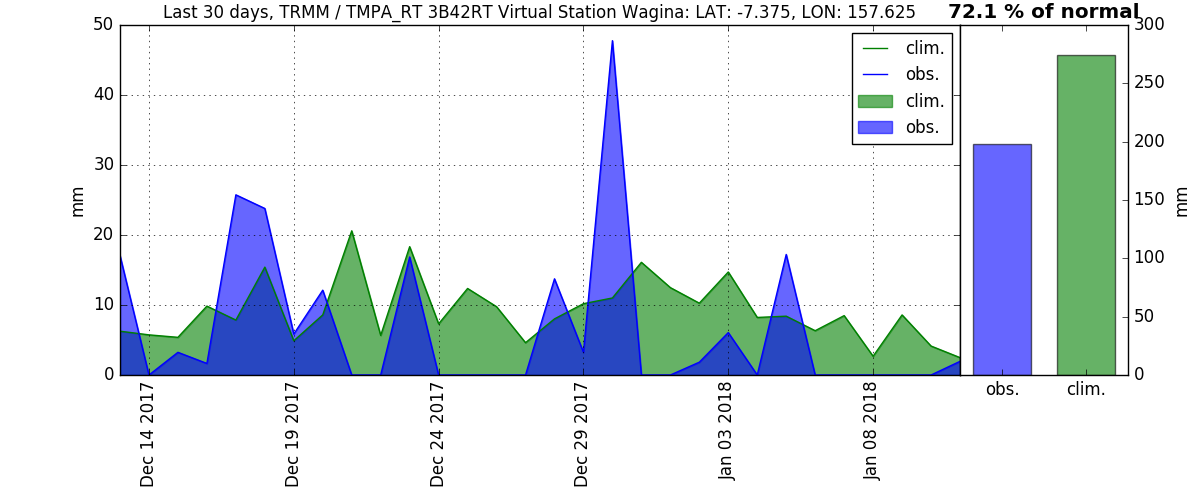 Last 30 days, TRMM / TMPA_RT 3B42RT Virtual Station Wagina: LAT: -7.375, LON: 157.625
72.1 % of normal
50
40
30
20
10
0
mm
clim.
obs.
clim.
obs.
300
250
200
150
100
50
0
mm
Dec 14 2017
Dec 19 2017
Dec 24 2017
Dec 29 2017
Jan 03 2018
Jan 08 2018
obs.
clim.